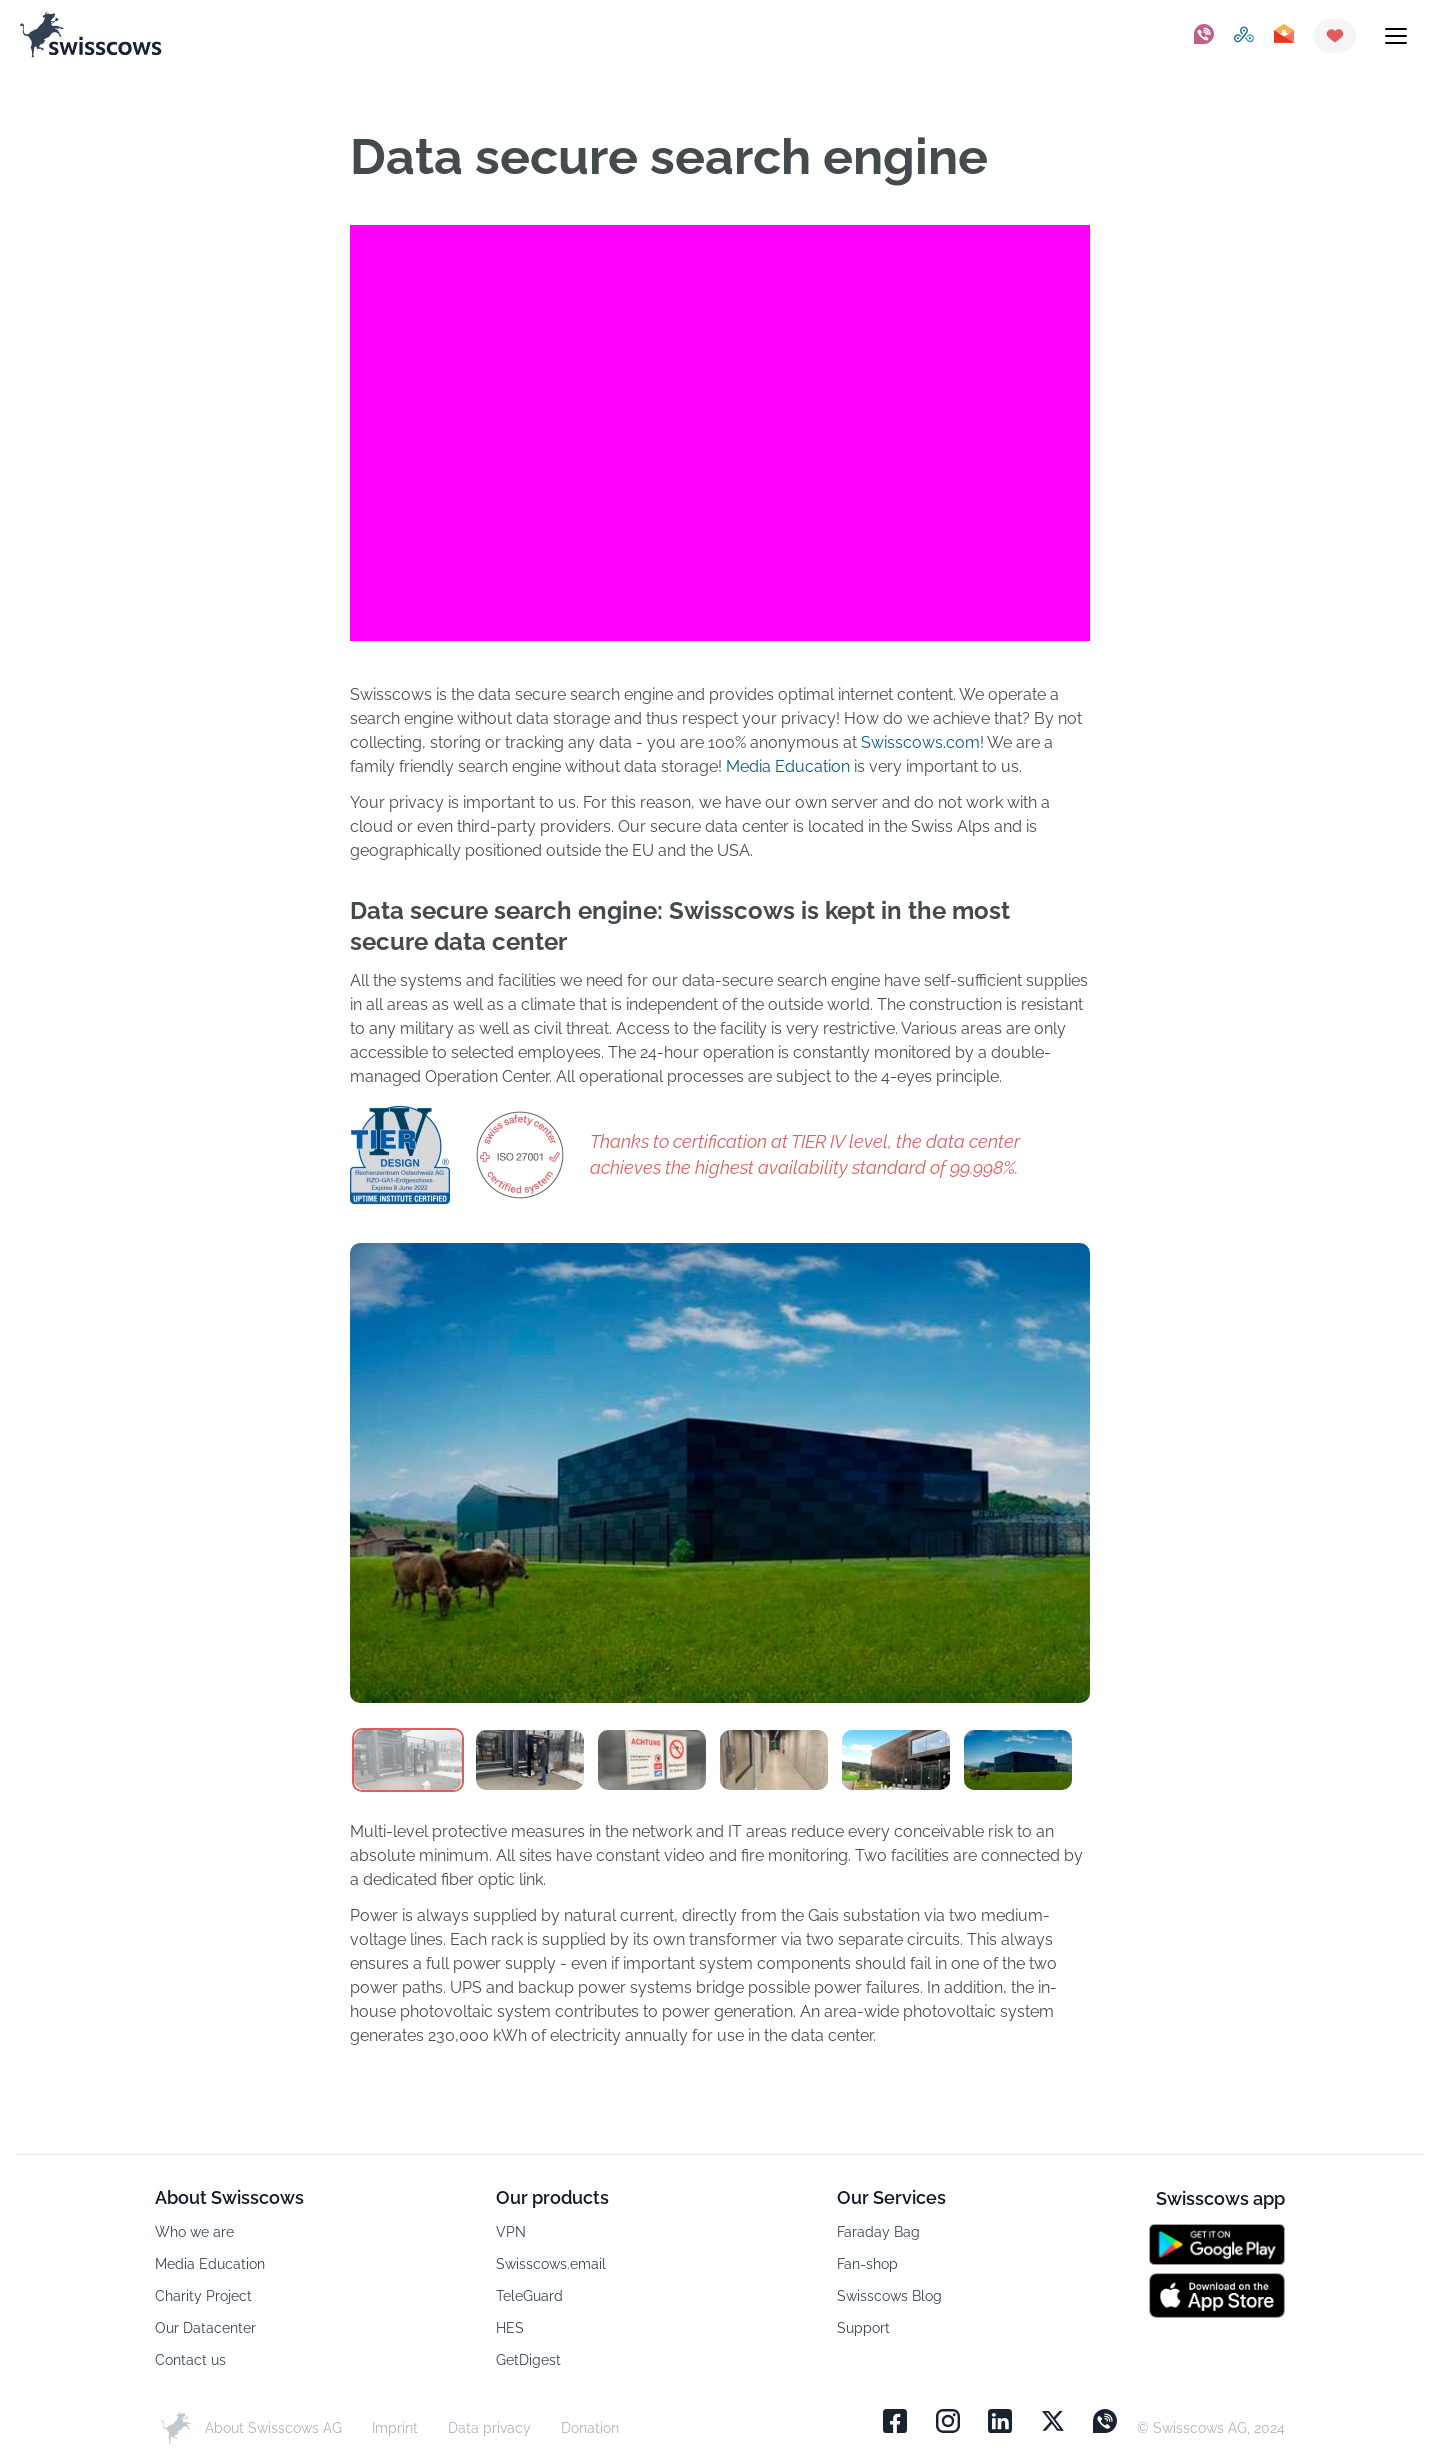 swisscows
Data secure search engine
Swisscows is the data secure search engine and provides optimal internet content. We operate a
search engine without data storage and thus respect your privacy! How do we achieve that? By not
collecting, storing or tracking any data - you are 100% anonymous at Swisscows.com! We are a
family friendly search engine without data storage! Media Education is very important to us.
Your privacy is important to us. For this reason, we have our own server and do not work with a
cloud or even third-party providers. Our secure data center is located in the Swiss Alps and is
geographically positioned outside the EU and the USA.
Data secure search engine: Swisscows is kept in the most
secure data center
All the systems and facilities we need for our data-secure search engine have self-sufficient supplies
in all areas as well as a climate that is independent of the outside world. The construction is resistant
to any military as well as civil threat. Access to the facility is very restrictive. Various areas are only
accessible to selected employees. The 24-hour operation is constantly monitored by a double-
managed Operation Center. All operational processes are subject to the 4-eyes principle.
IV
TIER
DESIGN
Rechenzentrum Ostschweiz AG
RZO-GA1-Erdgeschoss
Expires 8 June 2022
UPTIME INSTITUTE CERTIFIED
swiss safety center
ISO 27001
certified system
Thanks to certification at TIER IV level, the data center
achieves the highest availability standard of 99.998%.
ACHTUNG
Multi-level protective measures in the network and IT areas reduce every conceivable risk to an
absolute minimum. All sites have constant video and fire monitoring. Two facilities are connected by
a dedicated fiber optic link.
Power is always supplied by natural current, directly from the Gais substation via two medium-
voltage lines. Each rack is supplied by its own transformer via two separate circuits. This always
ensures a full power supply - even if important system components should fail in one of the two
power paths. UPS and backup power systems bridge possible power failures. In addition, the in-
house photovoltaic system contributes to power generation. An area-wide photovoltaic system
generates 230,000 kWh of electricity annually for use in the data center.
About Swisscows
Who we are
Media Education
Charity Project
Our Datacenter
Contact us
Our products
VPN
Swisscows.email
TeleGuard
HES
GetDigest
Our Services
Faraday Bag
Fan-shop
Swisscows Blog
Support
Swisscows app
GET IT ON
Google Play
Download on the
App Store
About Swisscows AG
Imprint
Data privacy
Donation
© Swisscows AG, 2024